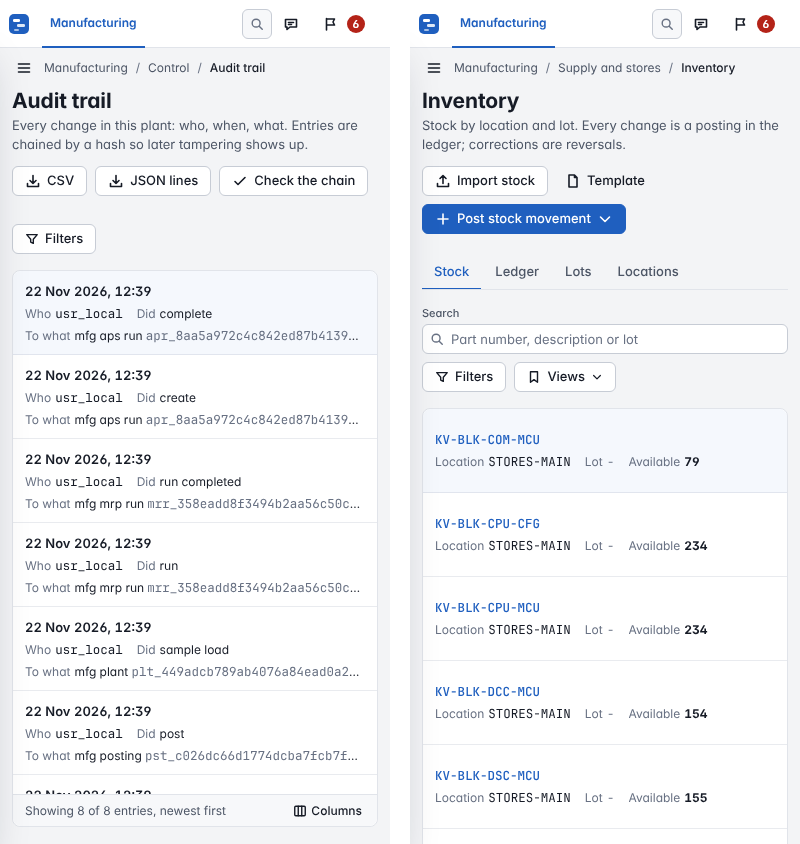 Manufacturing
6
Manufacturing / Control / Audit trail
Audit trail
Every change in this plant: who, when, what. Entries are
chained by a hash so later tampering shows up.
CSV
JSON lines
Check the chain
Filters
22 Nov 2026, 12:39
Who usr_local Did complete
To what mfg aps run apr_8aa5a972c4c842ed87b4139...
22 Nov 2026, 12:39
Who usr_local Did create
To what mfg aps run apr_8aa5a972c4c842ed87b4139...
22 Nov 2026, 12:39
Who usr_local Did run completed
To what mfg mrp run mrr_358eadd8f3494b2aa56c50c...
22 Nov 2026, 12:39
Who usr_local Did run
To what mfg mrp run mrr_358eadd8f3494b2aa56c50c...
22 Nov 2026, 12:39
Who usr_local Did sample load
To what mfg plant plt_449adcb789ab4076a84ead0a2...
22 Nov 2026, 12:39
Who usr_local Did post
To what mfg posting pst_c026dc66d1774dcba7fcb7f...
22 Nov 2026, 12:39
Showing 8 of 8 entries, newest first
Columns
Manufacturing
6
Manufacturing / Supply and stores / Inventory
Inventory
Stock by location and lot. Every change is a posting in the
ledger; corrections are reversals.
Import stock
Template
Post stock movement
Stock Ledger Lots Locations
Search
Part number, description or lot
Filters
Views
KV-BLK-COM-MCU
Location STORES-MAIN Lot - Available 79
KV-BLK-CPU-CFG
Location STORES-MAIN Lot - Available 234
KV-BLK-CPU-MCU
Location STORES-MAIN Lot - Available 234
KV-BLK-DCC-MCU
Location STORES-MAIN Lot - Available 154
KV-BLK-DSC-MCU
Location STORES-MAIN Lot - Available 155